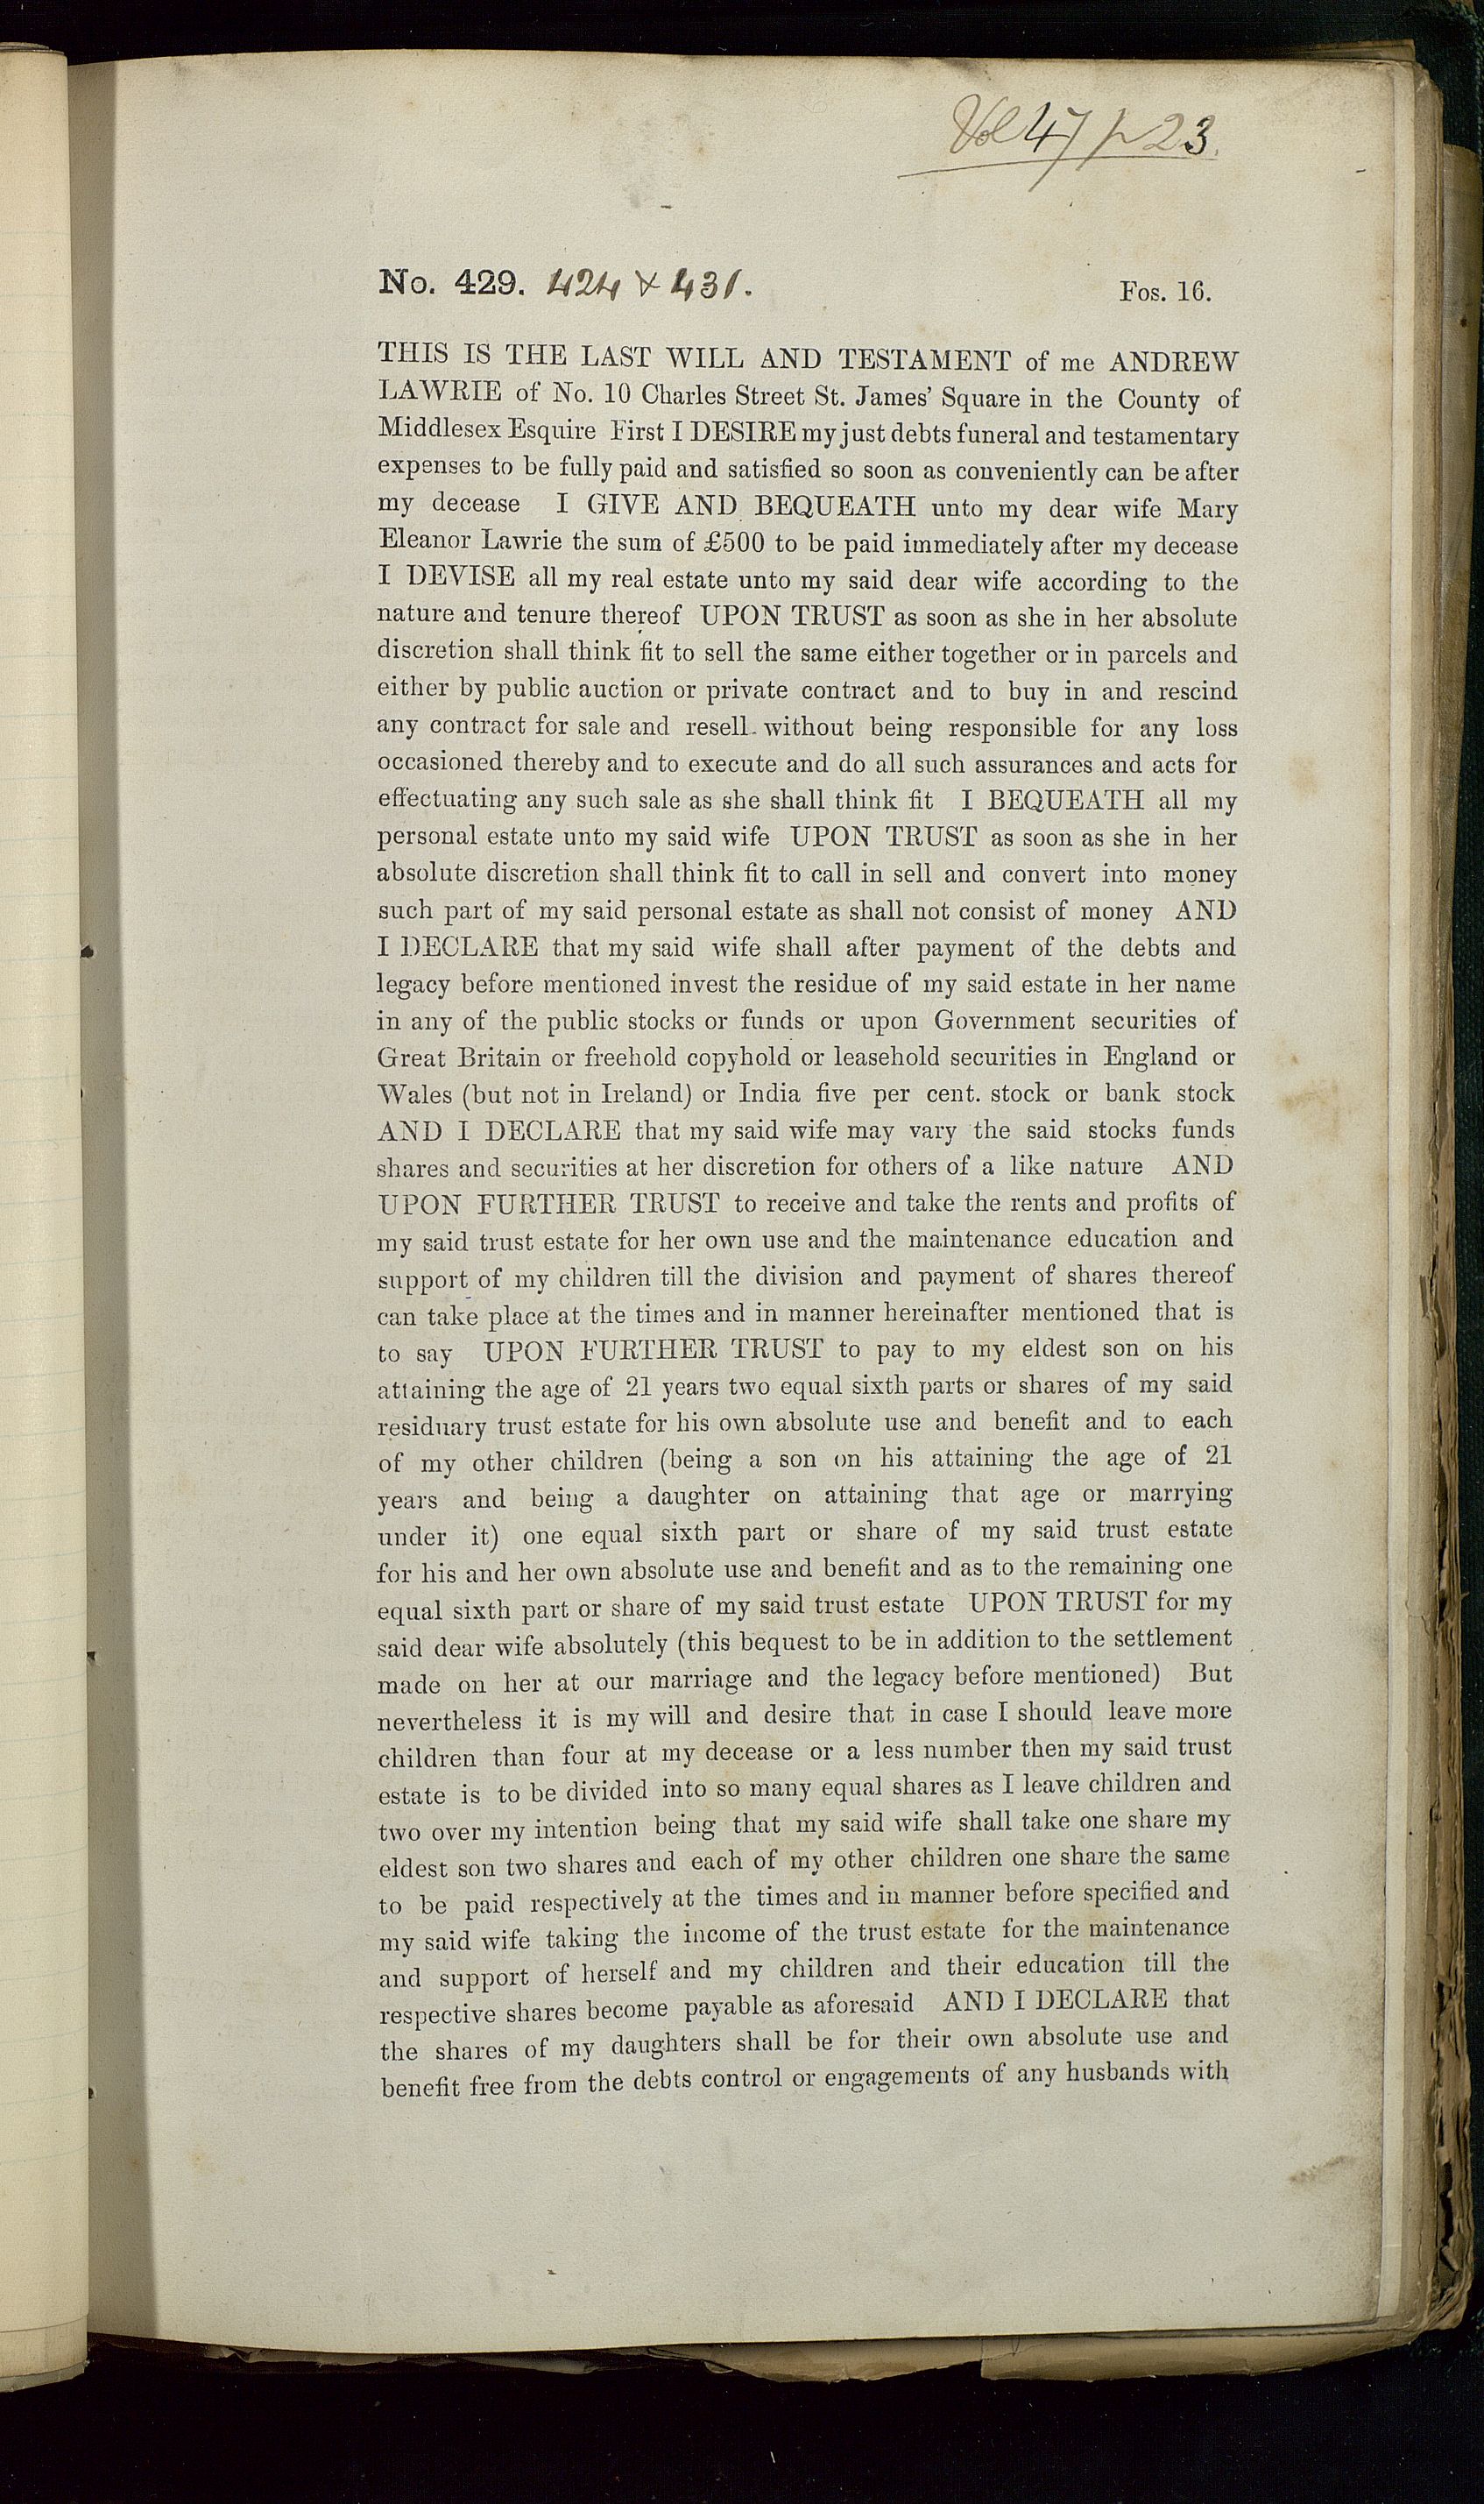 Vol 47 p 23.
No. 429. 424 & 431.
Fos. 16.
THIS IS THE LAST WILL AND TESTAMENT of me ANDREW
LAWRIE of No. 10 Charles Street St. James' Square in the County of
Middlesex Esquire First I DESIRE my just debts funeral and testamentary
expenses to be fully paid and satisfied so soon as conveniently can be after
my decease I GIVE AND BEQUEATH unto my dear wife Mary
Eleanor Lawrie the sum of £500 to be paid immediately after my decease
I DEVISE all my real estate unto my said dear wife according to the
nature and tenure thereof UPON TRUST as soon as she in her absolute
discretion shall think fit to sell the same either together or in parcels and
either by public auction or private contract and to buy in and rescind
any contract for sale and resell without being responsible for any loss
occasioned thereby and to execute and do all such assurances and acts for
effectuating any such sale as she shall think fit I BEQUEATH all my
personal estate unto my said wife UPON TRUST as soon as she in her
absolute discretion shall think fit to call in sell and convert into money
such part of my said personal estate as shall not consist of money AND
I DECLARE that my said wife shall after payment of the debts and
legacy before mentioned invest the residue of my said estate in her name
in any of the public stocks or funds or upon Government securities of
Great Britain or freehold copyhold or leasehold securities in England or
Wales (but not in Ireland) or India five per cent. stock or bank stock
AND I DECLARE that my said wife may vary the said stocks funds
shares and securities at her discretion for others of a like nature AND
UPON FURTHER TRUST to receive and take the rents and profits of
my said trust estate for her own use and the maintenance education and
support of my children till the division and payment of shares thereof
can take place at the times and in manner hereinafter mentioned that is
to say UPON FURTHER TRUST to pay to my eldest son on his
attaining the age of 21 years two equal sixth parts or shares of my said
residuary trust estate for his own absolute use and benefit and to each
of my other children (being a son on his attaining the age of 21
years and being a daughter on attaining that age or marrying
under it) one equal sixth part or share of my said trust estate
for his and her own absolute use and benefit and as to the remaining one
equal sixth part or share of my said trust estate UPON TRUST for my
said dear wife absolutely (this bequest to be in addition to the settlement
made on her at our marriage and the legacy before mentioned) But
nevertheless it is my will and desire that in case I should leave more
children than four at my decease or a less number then my said trust
estate is to be divided into so many equal shares as I leave children and
two over my intention being that my said wife shall take one share my
eldest son two shares and each of my other children one share the same
to be paid respectively at the times and in manner before specified and
my said wife taking the income of the trust estate for the maintenance
and support of herself and my children and their education till the
respective shares become payable as aforesaid AND I DECLARE that
the shares of my daughters shall be for their own absolute use and
benefit free from the debts control or engagements of any husbands with